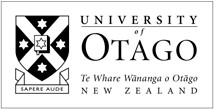 UNIVERSITY
of
OTAGO
Te Whare Wānanga o Otāgo
NEW ZEALAND
SAPERE AUDE